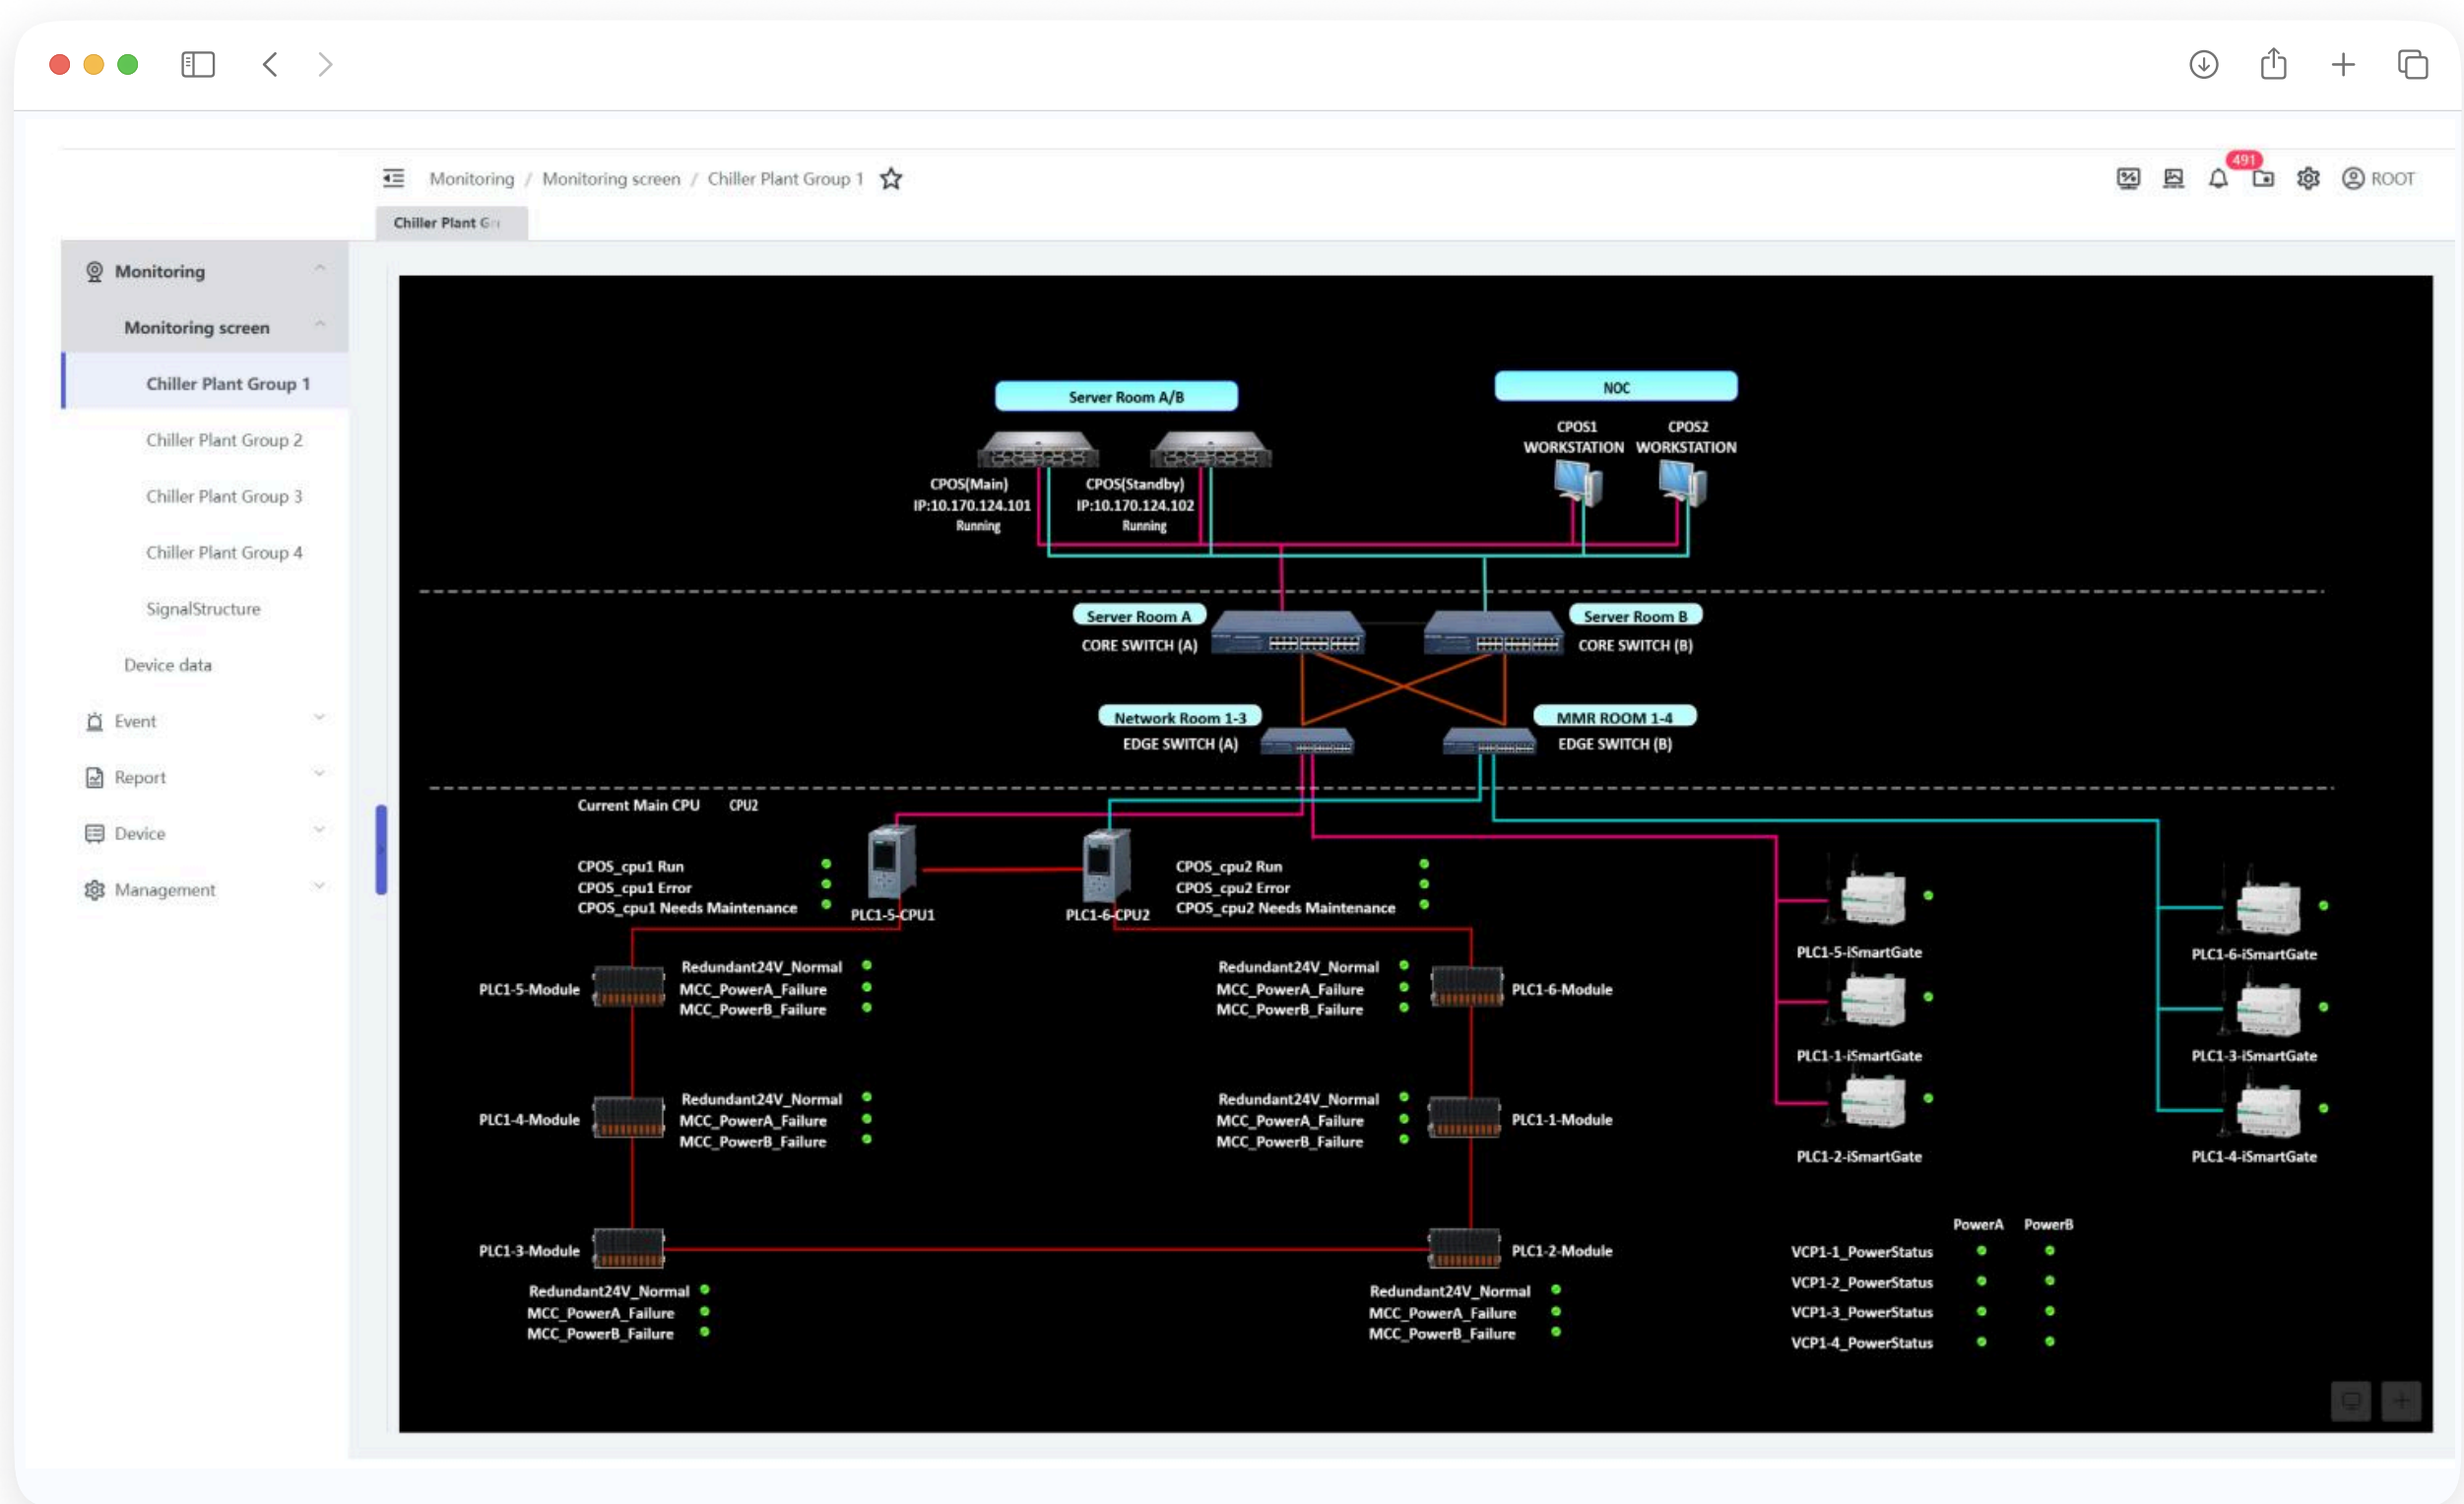 491
Monitoring / Monitoring screen / Chiller Plant Group 1
ROOT
Chiller Plant Gr
Monitoring
Monitoring screen
Chiller Plant Group 1
Chiller Plant Group 2
Chiller Plant Group 3
Chiller Plant Group 4
SignalStructure
Device data
Event
Report
Device
Management
Server Room A/B
NOC
CPOS1
WORKSTATION
CPOS2
WORKSTATION
CPOS(Main)
IP:10.170.124.101
Running
CPOS(Standby)
IP:10.170.124.102
Running
Server Room A
CORE SWITCH (A)
Server Room B
CORE SWITCH (B)
Network Room 1-3
EDGE SWITCH (A)
MMR ROOM 1-4
EDGE SWITCH (B)
Current Main CPU CPU2
CPOS_cpu1 Run
CPOS_cpu1 Error
CPOS_cpu1 Needs Maintenance
PLC1-5-CPU1
PLC1-6-CPU2
CPOS_cpu2 Run
CPOS_cpu2 Error
CPOS_cpu2 Needs Maintenance
PLC1-5-Module
Redundant24V_Normal
MCC_PowerA_Failure
MCC_PowerB_Failure
Redundant24V_Normal
MCC_PowerA_Failure
MCC_PowerB_Failure
PLC1-6-Module
PLC1-4-Module
Redundant24V_Normal
MCC_PowerA_Failure
MCC_PowerB_Failure
Redundant24V_Normal
MCC_PowerA_Failure
MCC_PowerB_Failure
PLC1-1-Module
PLC1-3-Module
Redundant24V_Normal
MCC_PowerA_Failure
MCC_PowerB_Failure
PLC1-2-Module
Redundant24V_Normal
MCC_PowerA_Failure
MCC_PowerB_Failure
PLC1-5-iSmartGate
PLC1-6-iSmartGate
PLC1-1-iSmartGate
PLC1-3-iSmartGate
PLC1-2-iSmartGate
PLC1-4-iSmartGate
PowerA PowerB
VCP1-1_PowerStatus
VCP1-2_PowerStatus
VCP1-3_PowerStatus
VCP1-4_PowerStatus